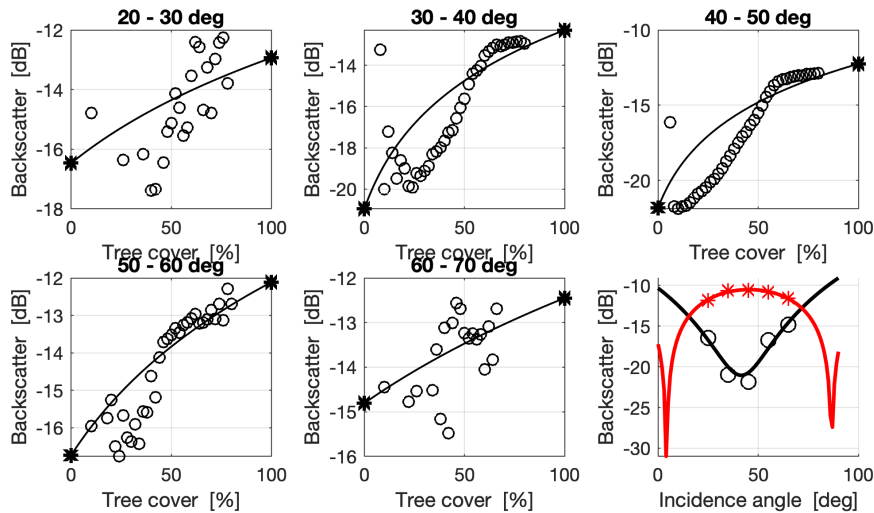 20 - 30 deg
-12
-14
-16
-18
Backscatter [dB]
0 50 100
Tree cover [%]
30 - 40 deg
-14
-16
-18
-20
Backscatter [dB]
0 50 100
Tree cover [%]
40 - 50 deg
-10
-15
-20
Backscatter [dB]
0 50 100
Tree cover [%]
50 - 60 deg
-12
-13
-14
-15
-16
Backscatter [dB]
0 50 100
Tree cover [%]
60 - 70 deg
-12
-13
-14
-15
-16
Backscatter [dB]
0 50 100
Tree cover [%]
-10
-15
-20
-25
-30
Backscatter [dB]
0 50 100
Incidence angle [deg]